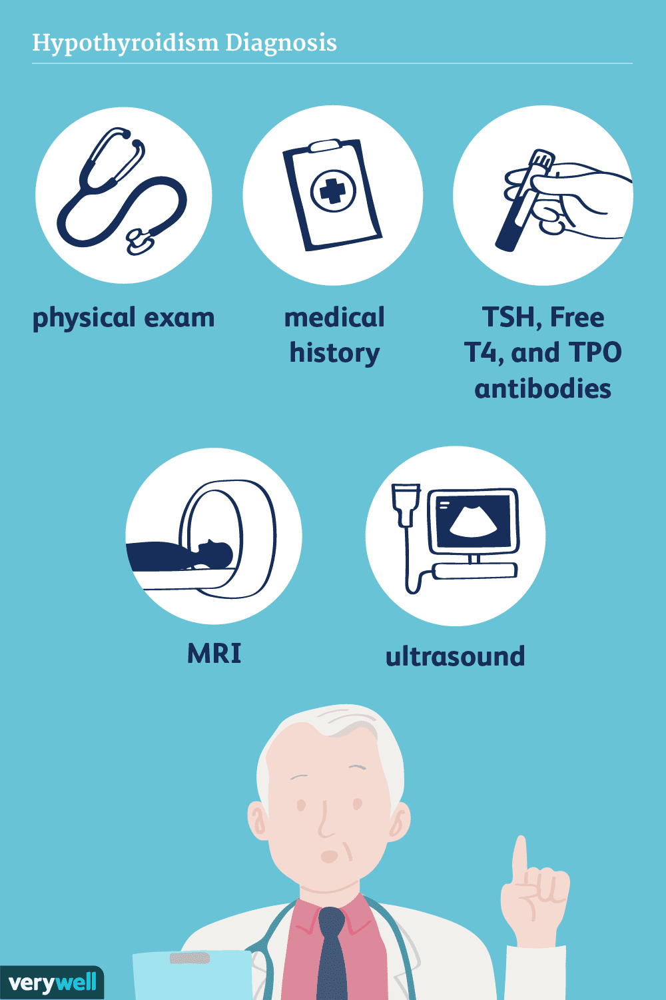 Hypothyroidism Diagnosis
physical exam
medical
history
TSH, Free
T4, and TPO
antibodies
MRI
ultrasound
verywell